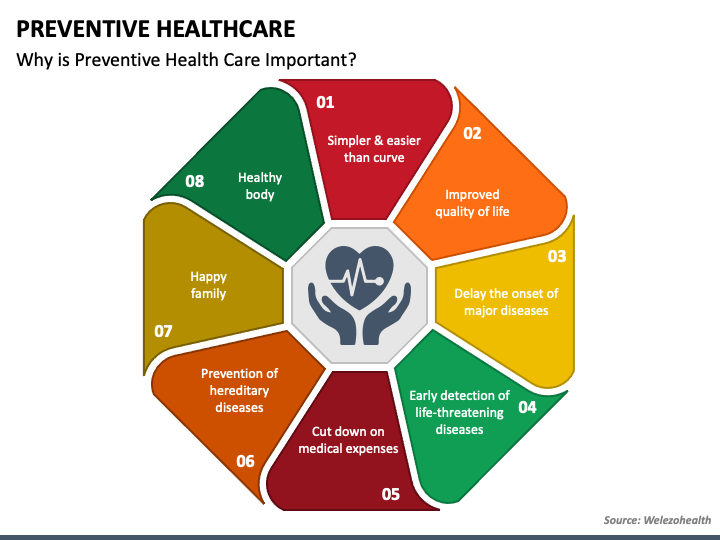 PREVENTIVE HEALTHCARE
Why is Preventive Health Care Important?
01
Simpler & easier
than curve
02
Improved
quality of life
03
Delay the onset of
major diseases
04
Early detection of
life-threatening
diseases
05
Cut down on
medical expenses
06
Prevention of
hereditary
diseases
07
Happy
family
08
Healthy
body
Source: Welezohealth